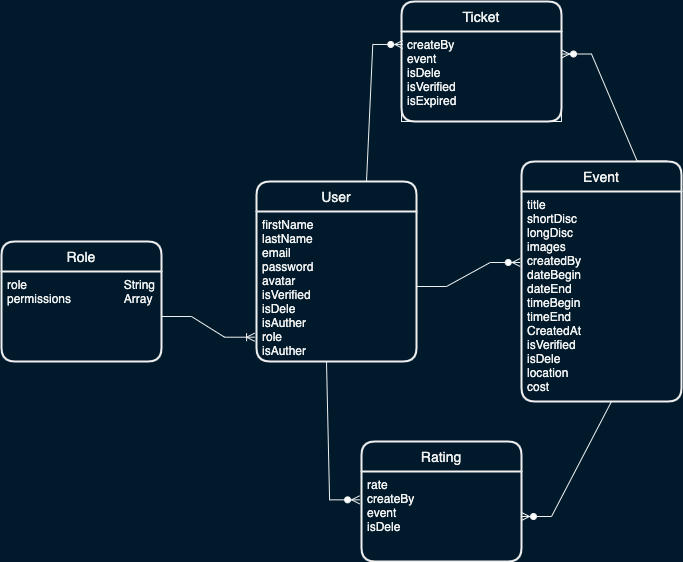 Ticket
createBy
event
isDele
isVerified
isExpired
User
firstName
lastName
email
password
avatar
isVerified
isDele
isAuther
role
isAuther
Event
title
shortDisc
longDisc
images
createdBy
dateBegin
dateEnd
timeBegin
timeEnd
CreatedAt
isVerified
isDele
location
cost
Role
role String
permissions Array
Rating
rate
createBy
event
isDele